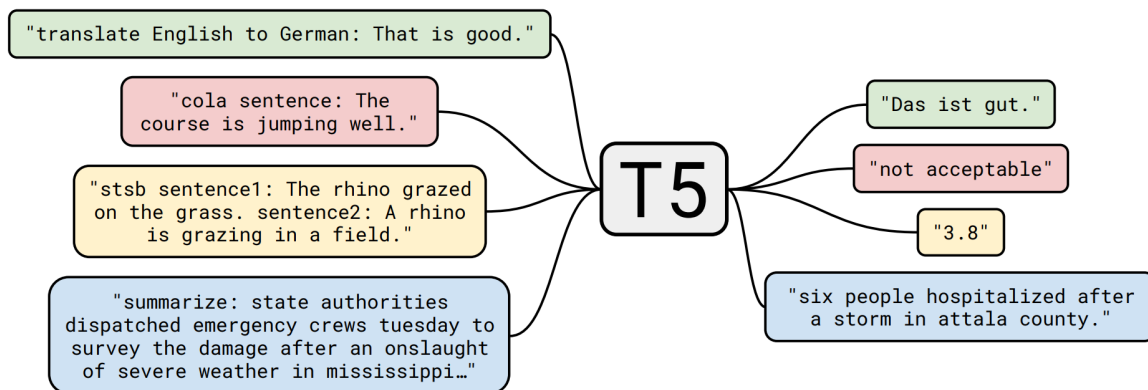 "translate English to German: That is good."
"cola sentence: The
course is jumping well."
"stsb sentence1: The rhino grazed
on the grass. sentence2: A rhino
is grazing in a field."
"summarize: state authorities
dispatched emergency crews tuesday to
survey the damage after an onslaught
of severe weather in mississippi…"
T5
"Das ist gut."
"not acceptable"
"3.8"
"six people hospitalized after
a storm in attala county."